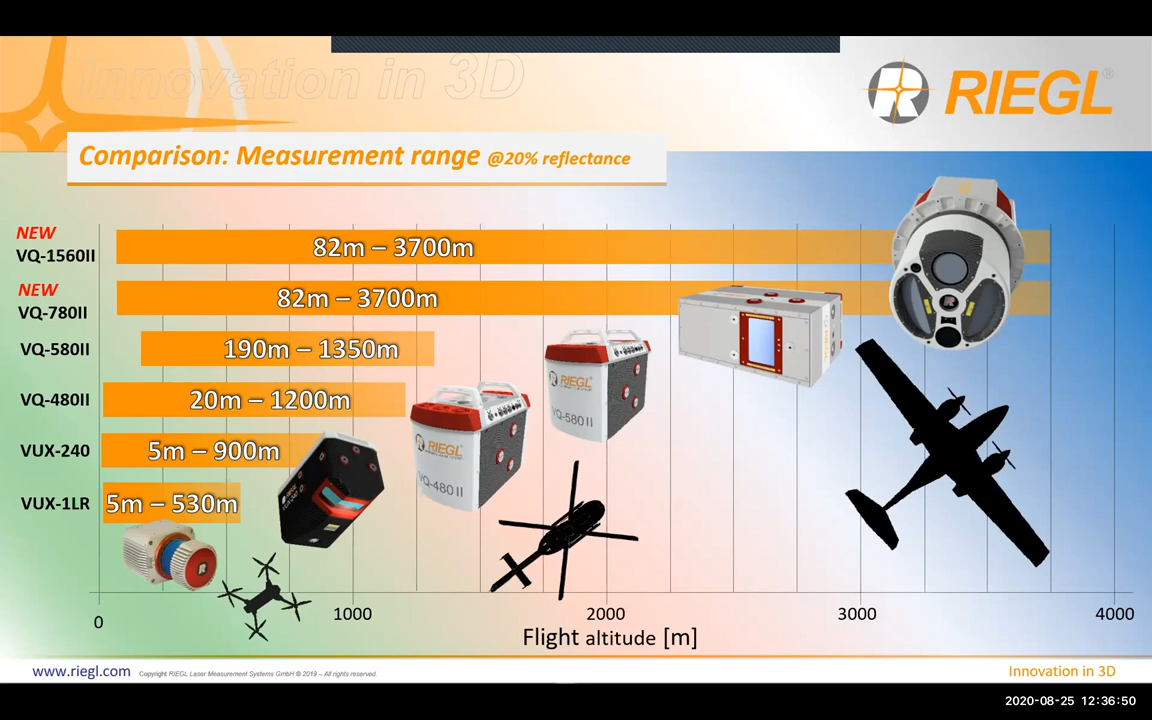 Innovation in 3D
RIEGL®
Comparison: Measurement range @20% reflectance
NEW
VQ-1560II
82m – 3700m
NEW
VQ-780II
82m – 3700m
VQ-580II
190m – 1350m
VQ-480II
20m – 1200m
VUX-240
5m – 900m
VUX-1LR
5m – 530m
RIEGL
VQ-580 II
RIEGL
VQ-480 II
0
1000
2000
3000
4000
Flight altitude [m]
www.riegl.com
Copyright RIEGL Laser Measurement Systems GmbH © 2019 – All rights reserved.
Innovation in 3D
2020-08-25 12:36:50